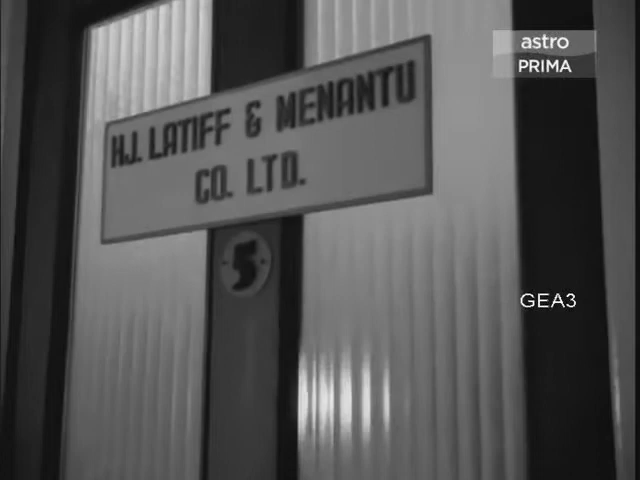 astro
PRIMA
HJ. LATIFF & MENANTU
CO. LTD.
5
GEA3